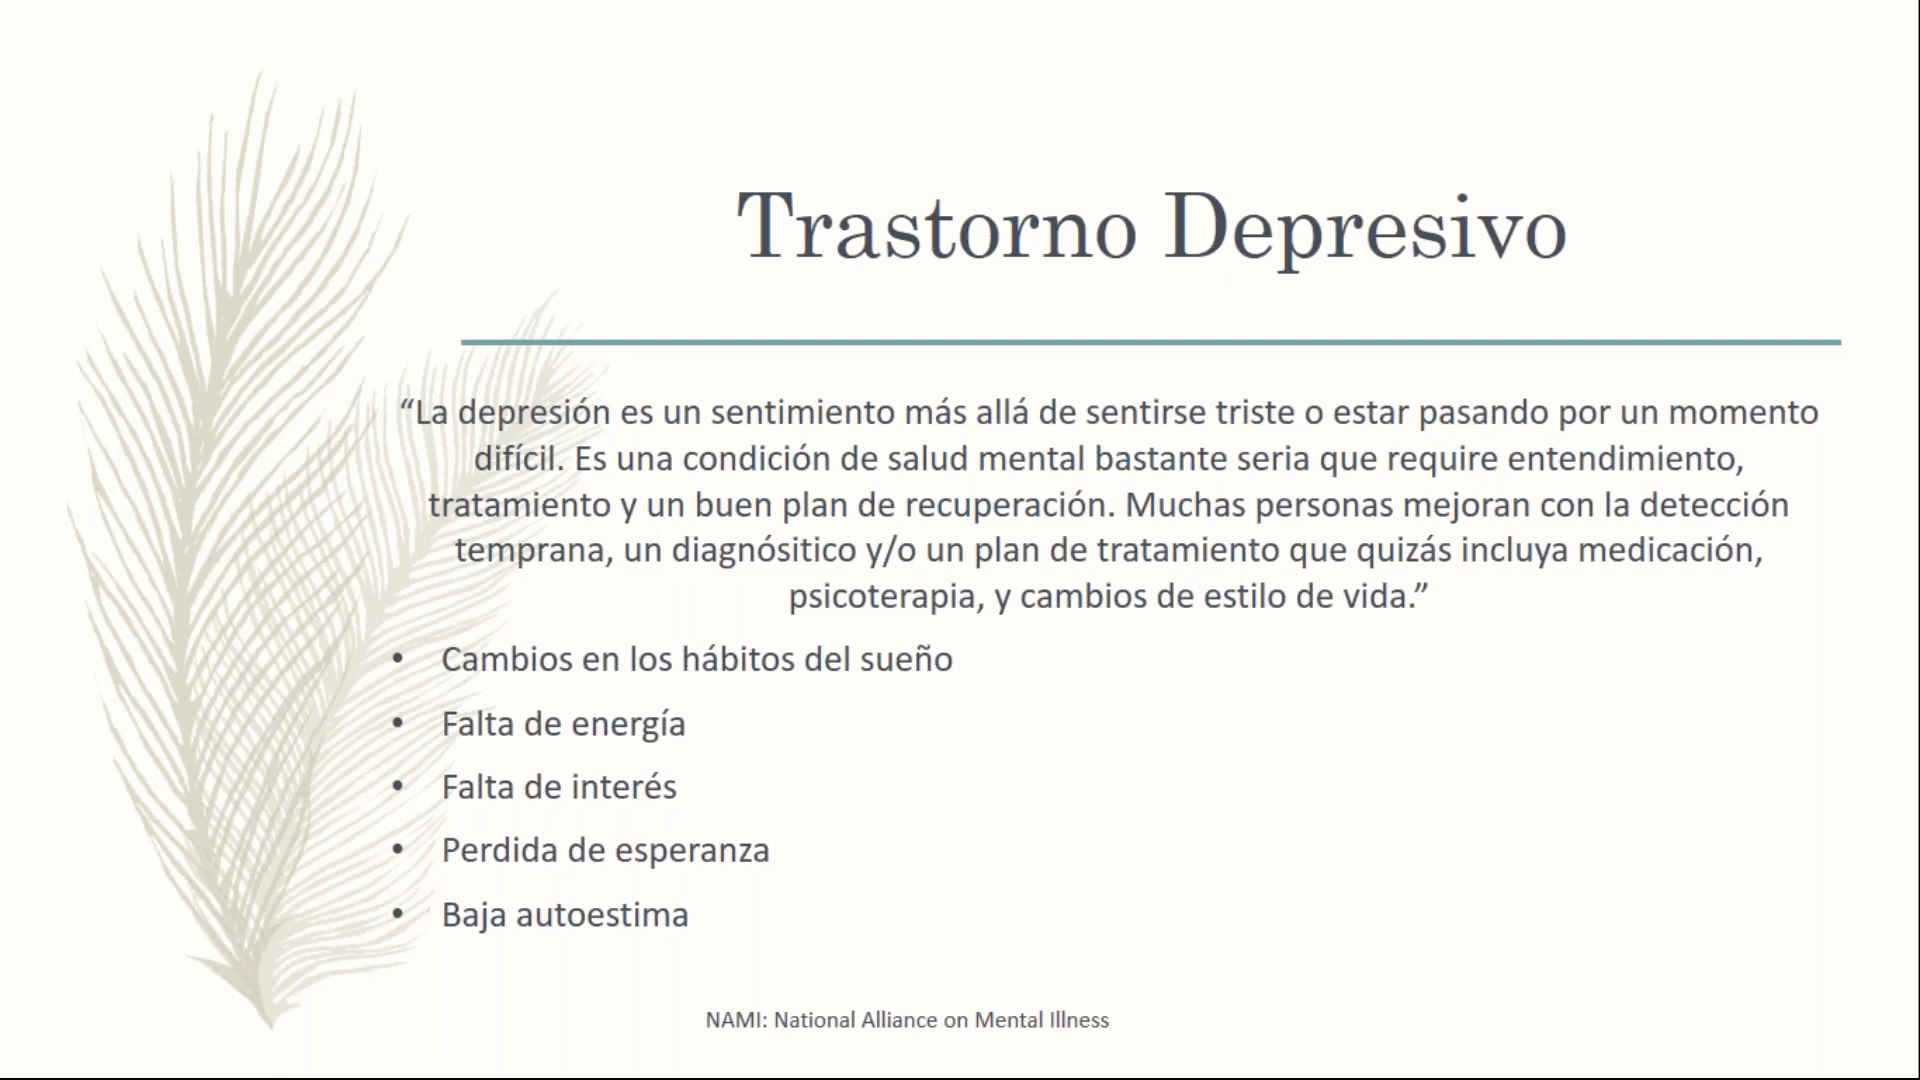 Trastorno Depresivo
“La depresión es un sentimiento más allá de sentirse triste o estar pasando por un momento
difícil. Es una condición de salud mental bastante seria que require entendimiento,
tratamiento y un buen plan de recuperación. Muchas personas mejoran con la detección
temprana, un diagnósitico y/o un plan de tratamiento que quizás incluya medicación,
psicoterapia, y cambios de estilo de vida.”
• Cambios en los hábitos del sueño
• Falta de energía
• Falta de interés
• Perdida de esperanza
• Baja autoestima
NAMI: National Alliance on Mental Illness